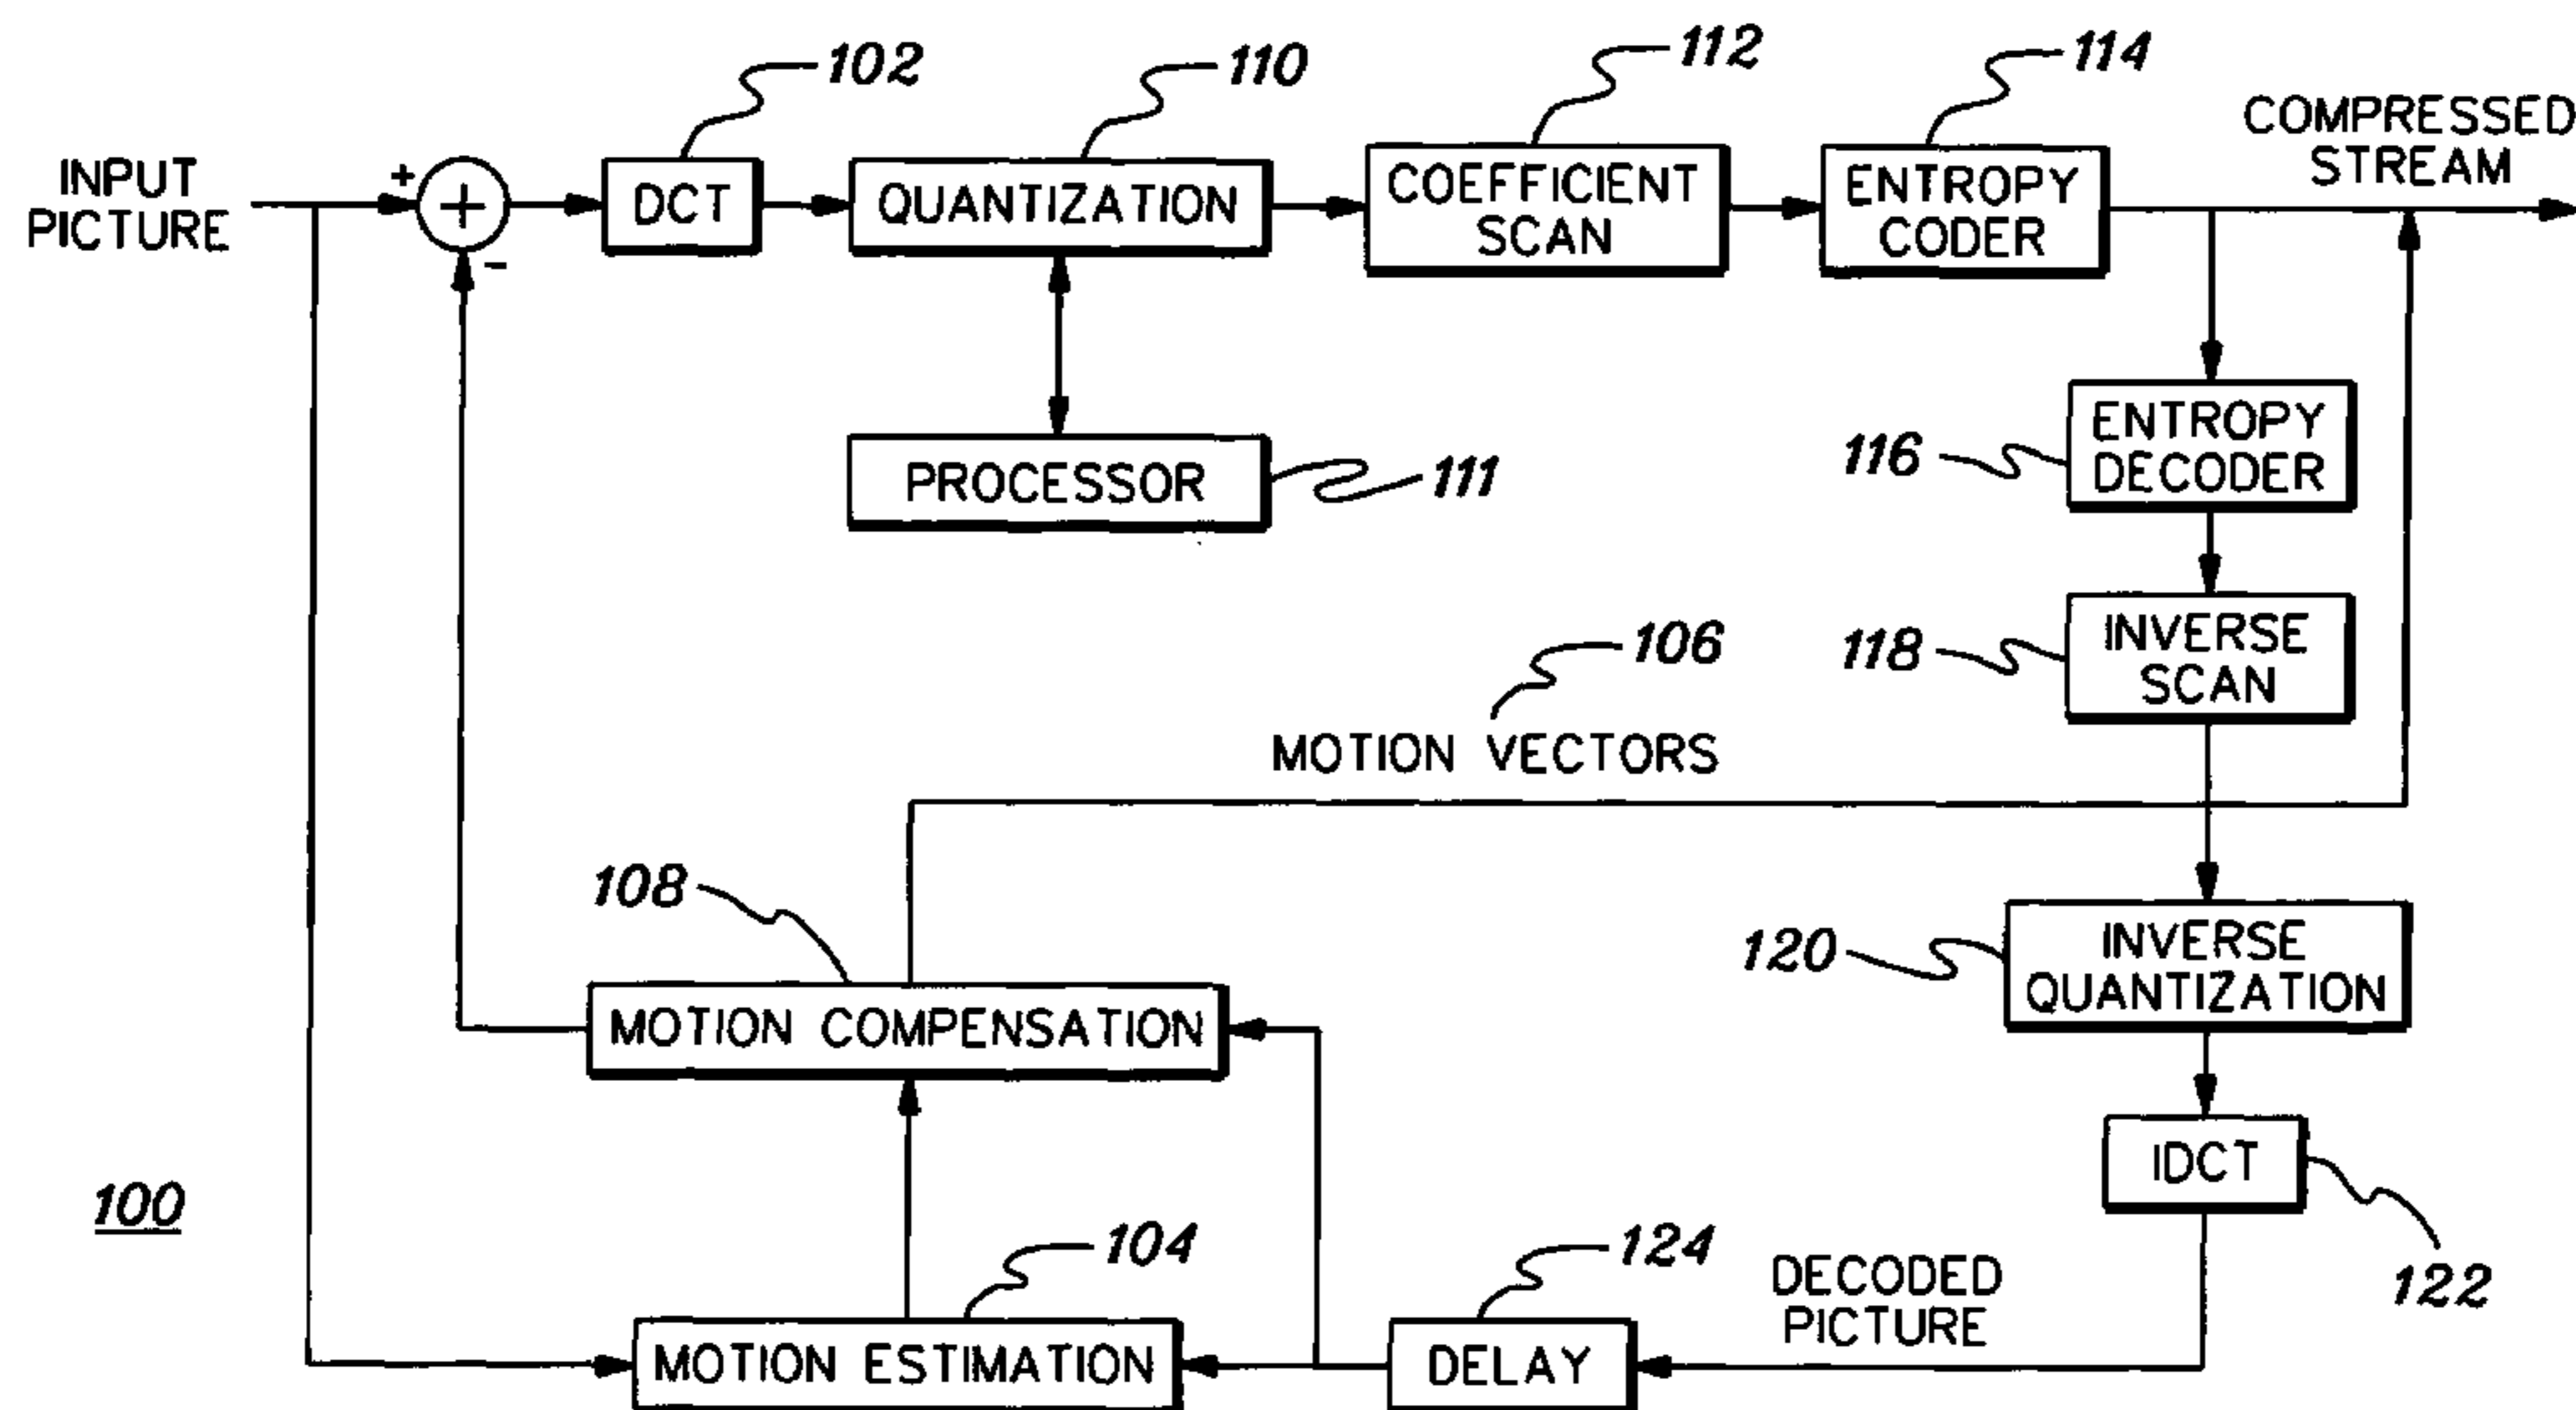 102
110
112
114
INPUT
PICTURE
+
+
-
DCT
QUANTIZATION
COEFFICIENT
SCAN
ENTROPY
CODER
COMPRESSED
STREAM
PROCESSOR
111
116
ENTROPY
DECODER
118
INVERSE
SCAN
106
MOTION VECTORS
108
MOTION COMPENSATION
120
INVERSE
QUANTIZATION
IDCT
122
100
104
MOTION ESTIMATION
124
DELAY
DECODED
PICTURE